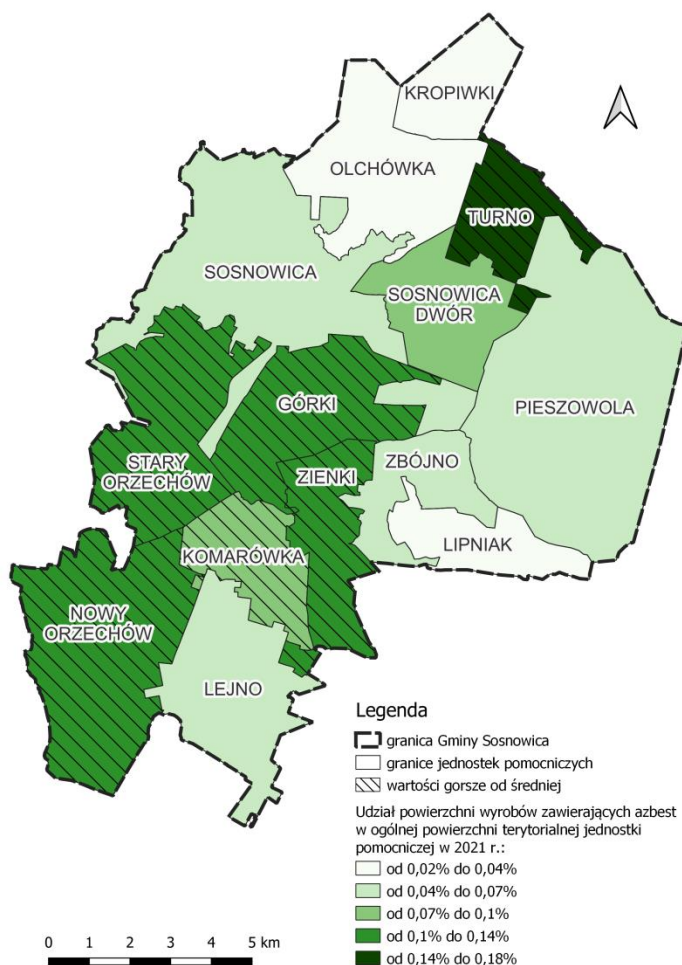 KROPIWKI
OLCHÓWKA
TURNO
SOSNOWICA
SOSNOWICA
DWÓR
PIESZOWOLA
GÓRKI
ZBÓJNO
STARY
ORZECHÓW
ZIENKI
LIPNIAK
KOMARÓWKA
NOWY
ORZECHÓW
LEJNO
Legenda
granica Gminy Sosnowica
granice jednostek pomocniczych
wartości gorsze od średniej
Udział powierzchni wyrobów zawierających azbest
w ogólnej powierzchni terytorialnej jednostki
pomocniczej w 2021 r.:
od 0,02% do 0,04%
od 0,04% do 0,07%
od 0,07% do 0,1%
od 0,1% do 0,14%
od 0,14% do 0,18%
0 1 2 3 4 5 km